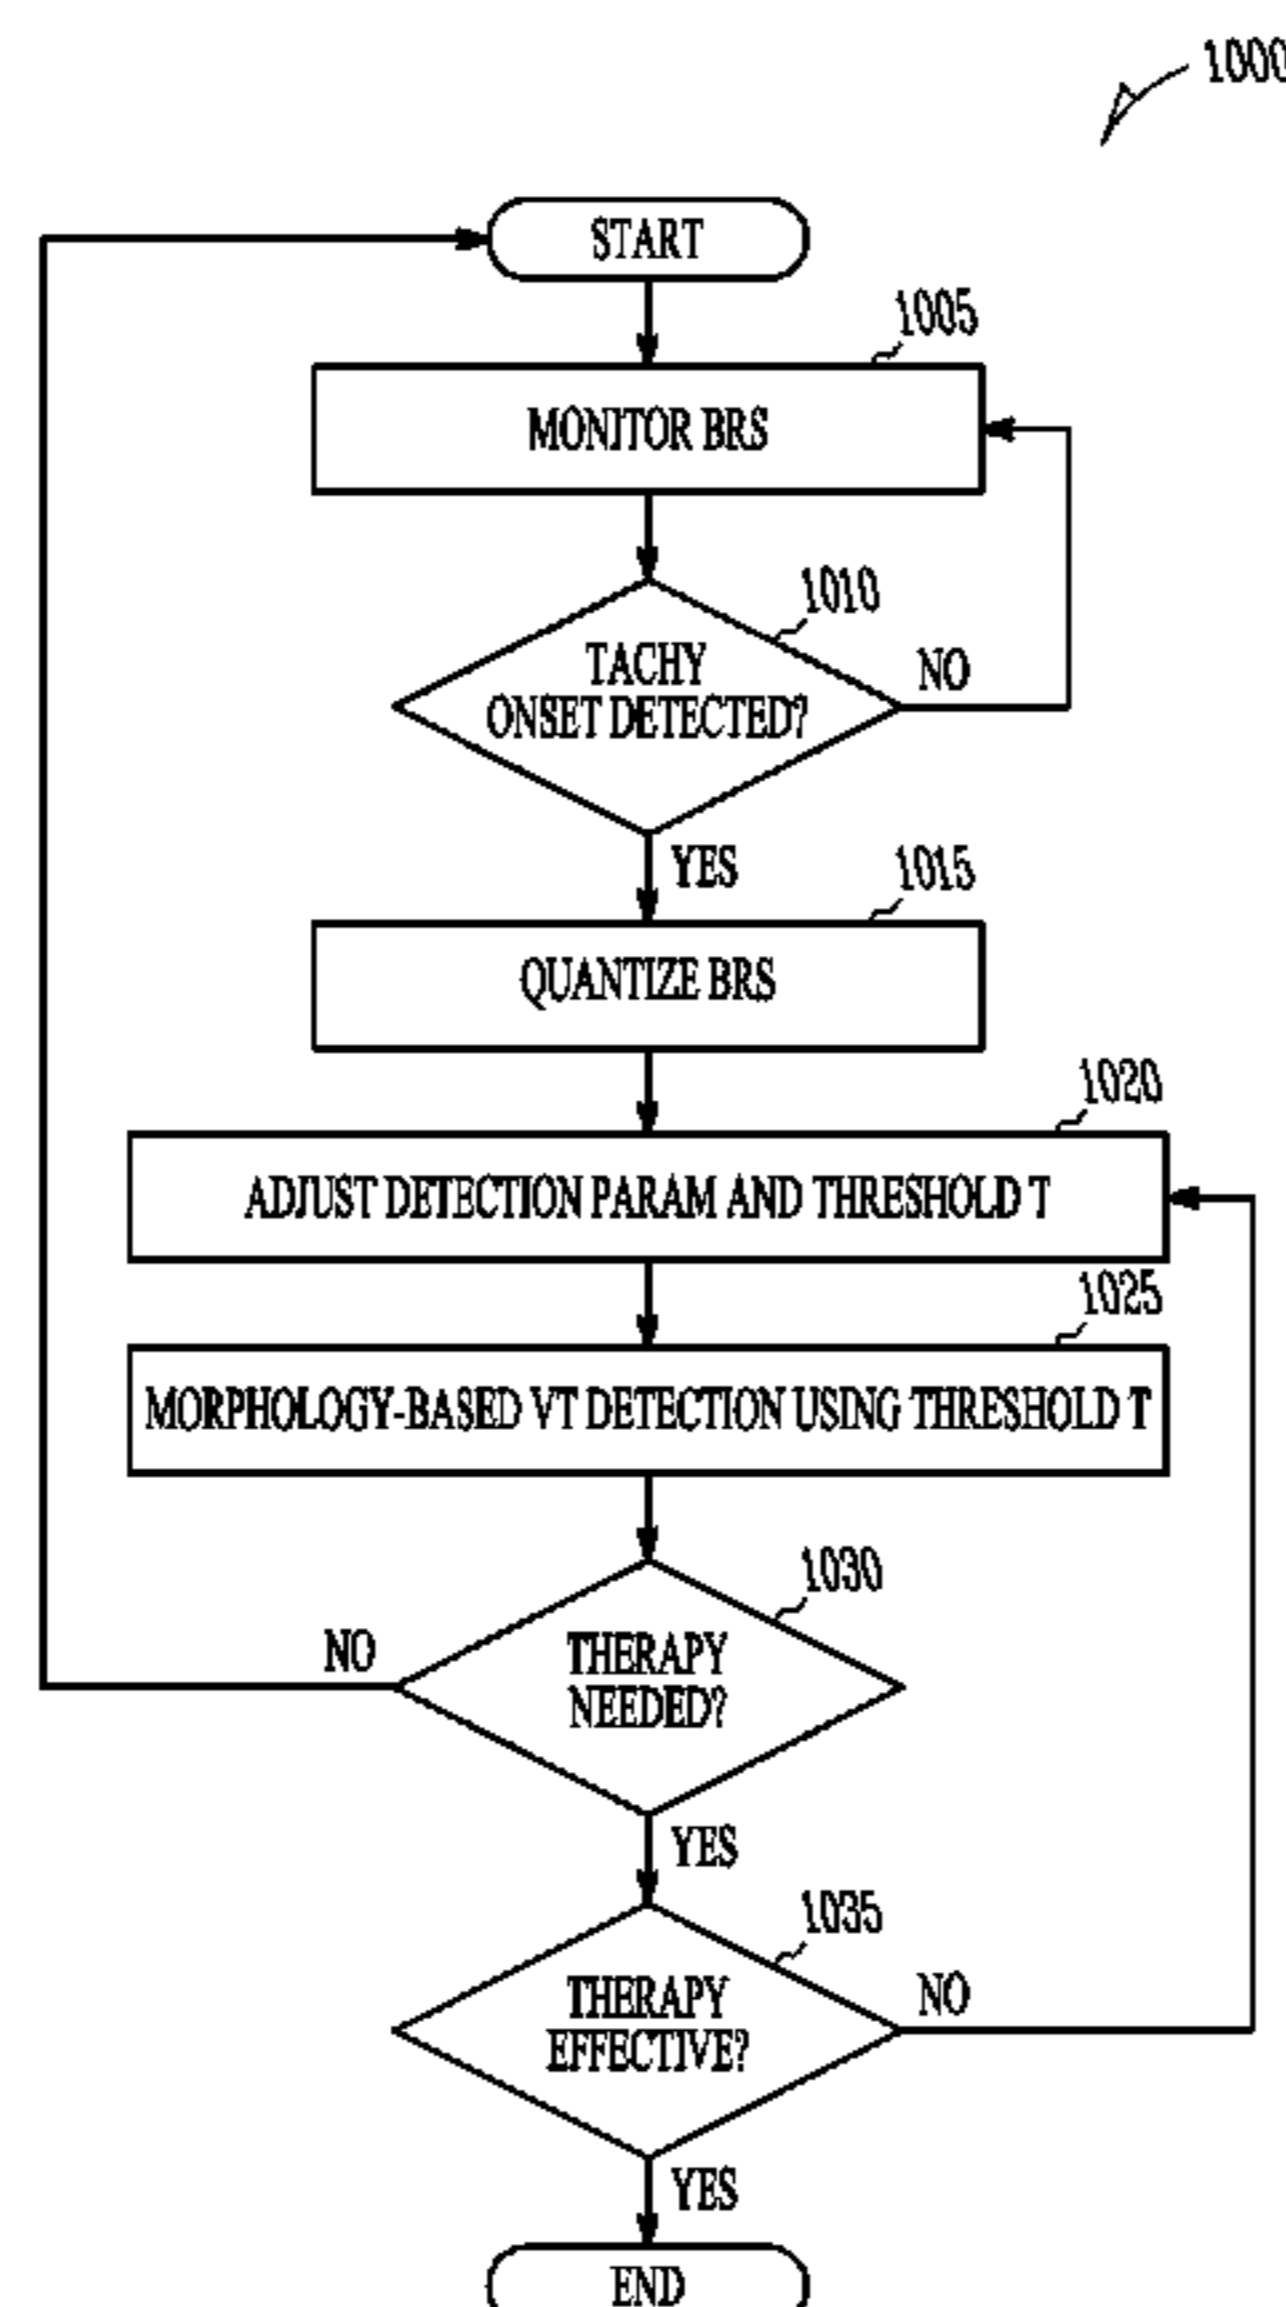 1000
START
1005
MONITOR BRS
1010
TACHY
ONSET DETECTED?
NO
YES
1015
QUANTIZE BRS
1020
ADJUST DETECTION PARAM AND THRESHOLD T
1025
MORPHOLOGY-BASED VT DETECTION USING THRESHOLD T
1030
NO
THERAPY
NEEDED?
YES
1035
THERAPY
EFFECTIVE?
NO
YES
END